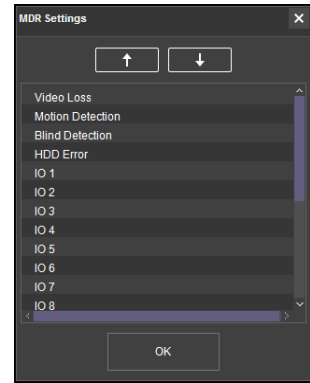 MDR Settings
Video Loss
Motion Detection
Blind Detection
HDD Error
IO 1
IO 2
IO 3
IO 4
IO 5
IO 6
IO 7
IO 8
OK